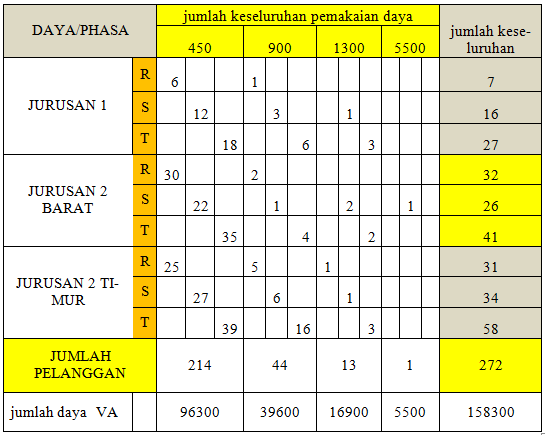 DAYA/PHASA jumlah keseluruhan pemakaian daya jumlah kese-
luruhan
450 900 1300 5500
JURUSAN 1
R 6 1 7
S 12 3 1 16
T 18 6 3 27
JURUSAN 2
BARAT
R 30 2 32
S 22 1 2 1 26
T 35 4 2 41
JURUSAN 2 TI-
MUR
R 25 5 1 31
S 27 6 1 34
T 39 16 3 58
JUMLAH
PELANGGAN
214 44 13 1 272
jumlah daya VA 96300 39600 16900 5500 158300